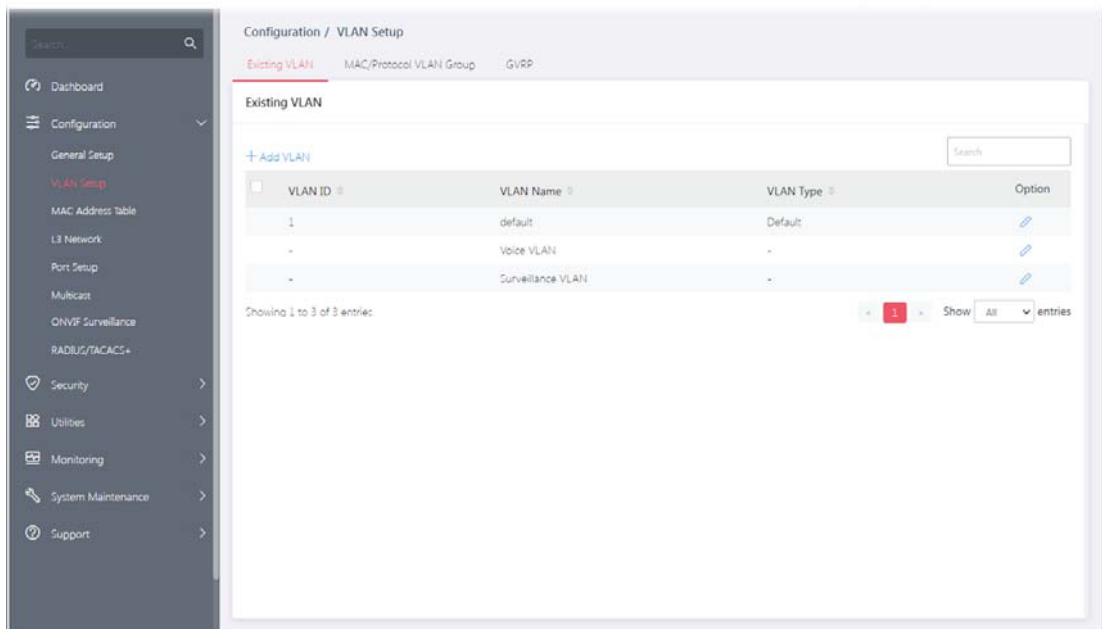 Search...
Dashboard
Configuration
General Setup
VLAN Setup
MAC Address Table
L3 Network
Port Setup
Multicast
ONVIF Surveillance
RADIUS/TACACS+
Security
Utilities
Monitoring
System Maintenance
Support
Configuration / VLAN Setup
Existing VLAN MAC/Protocol VLAN Group GVRP
Existing VLAN
+ Add VLAN
Search
VLAN ID VLAN Name VLAN Type Option
1 default Default
- Voice VLAN -
- Surveillance VLAN -
Showing 1 to 3 of 3 entries
« 1 » Show All entries